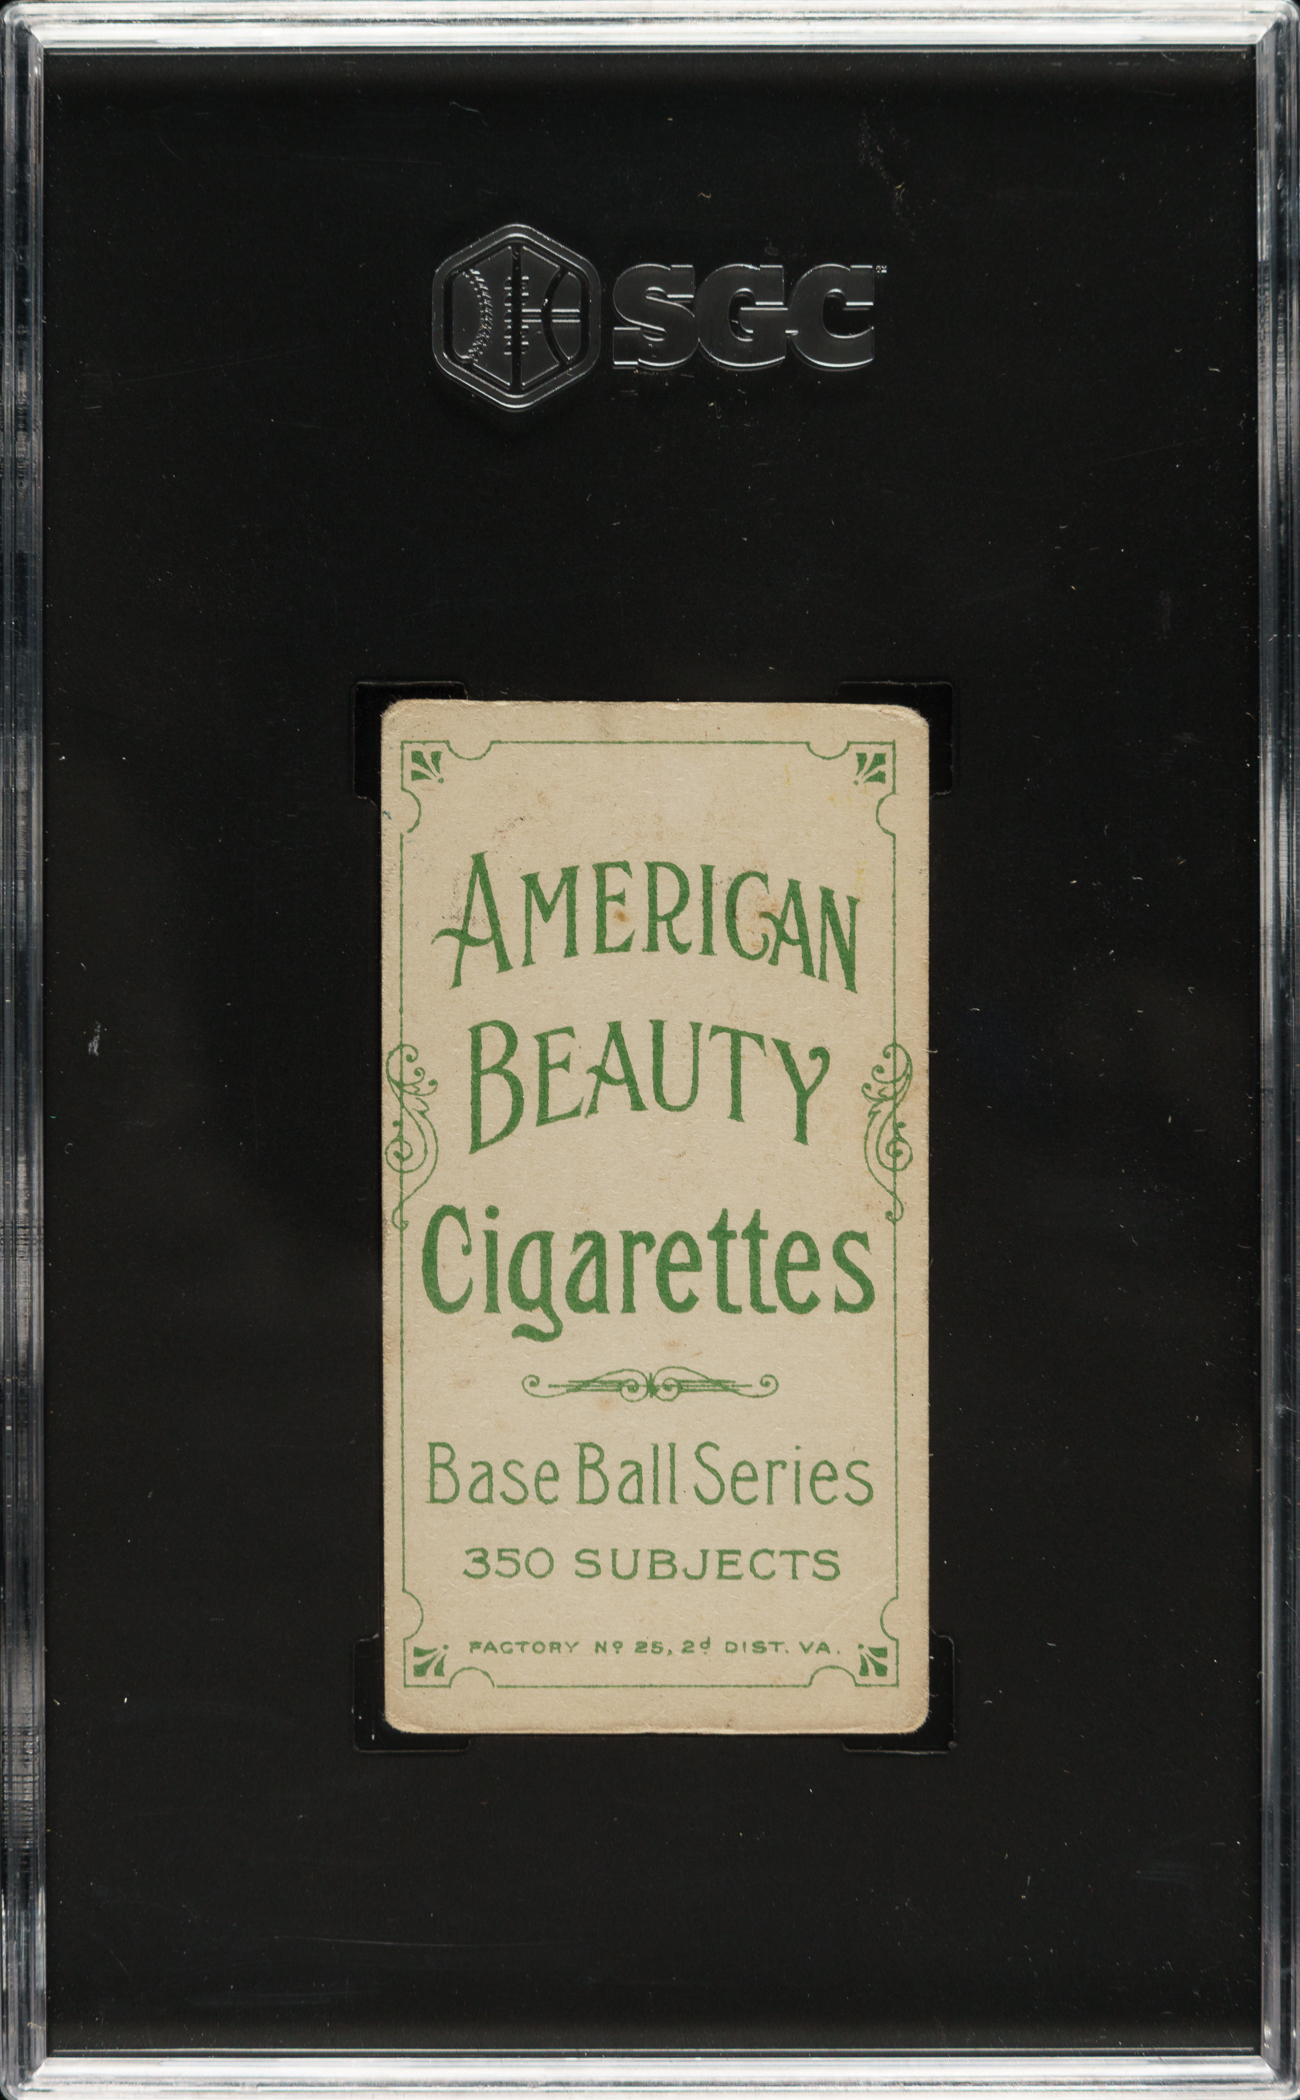 SGC
AMERICAN
BEAUTY
Cigarettes
Base Ball Series
350 SUBJECTS
FACTORY Nº 25, 2d DIST. VA.